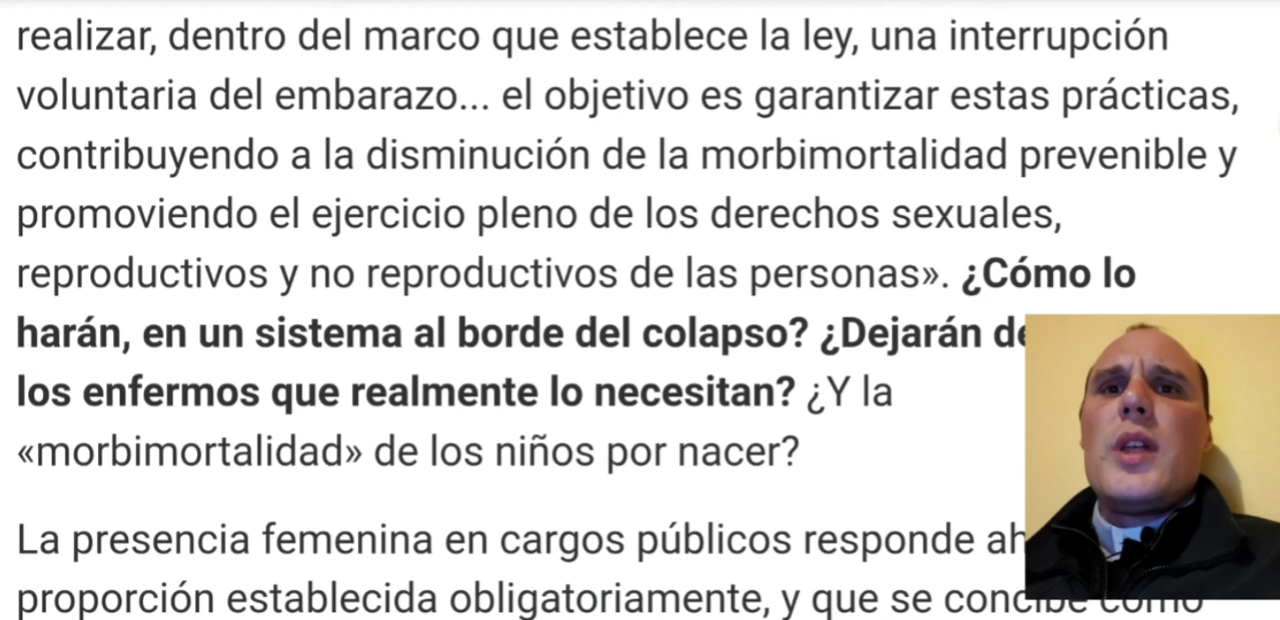 realizar, dentro del marco que establece la ley, una interrupción
voluntaria del embarazo... el objetivo es garantizar estas prácticas,
contribuyendo a la disminución de la morbimortalidad prevenible y
promoviendo el ejercicio pleno de los derechos sexuales,
reproductivos y no reproductivos de las personas». ¿Cómo lo
harán, en un sistema al borde del colapso? ¿Dejarán
los enfermos que realmente lo necesitan? ¿Y la
«morbimortalidad» de los niños por nacer?
La presencia femenina en cargos públicos responde
proporción establecida obligatoriamente, y que se concibe como